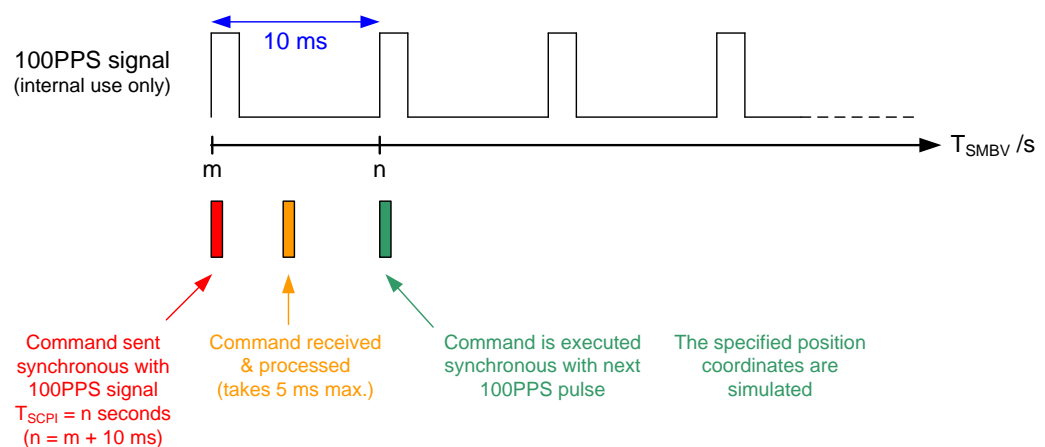 10 ms
100PPS signal
(internal use only)
T_SMBV /s
m
n
Command sent
synchronous with
100PPS signal
T_SCPI = n seconds
(n = m + 10 ms)
Command received
& processed
(takes 5 ms max.)
Command is executed
synchronous with next
100PPS pulse
The specified position
coordinates are
simulated